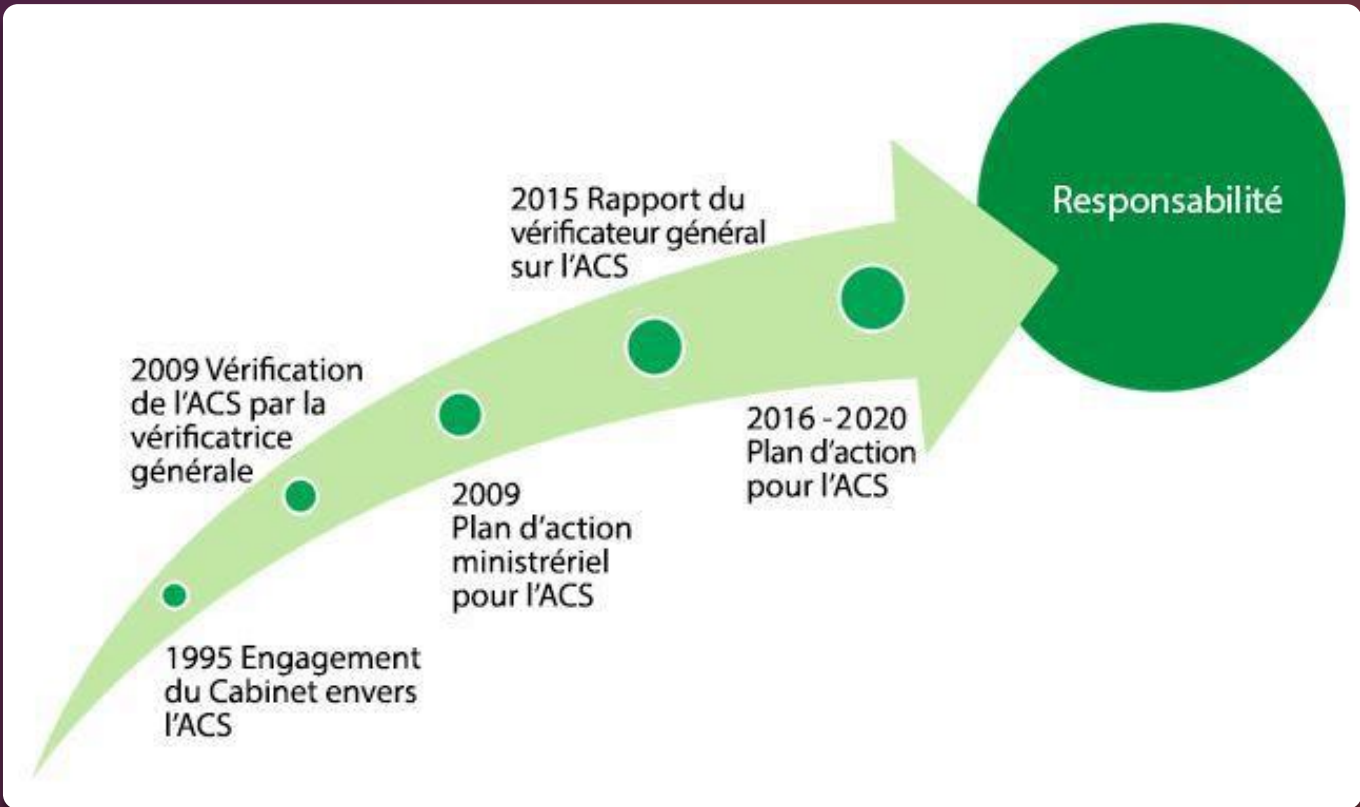 2015 Rapport du
vérificateur général
sur l'ACS
Responsabilité
2009 Vérification
de l'ACS par la
vérificatrice
générale
2016 - 2020
Plan d'action
pour l'ACS
2009
Plan d'action
ministrériel
pour l'ACS
1995 Engagement
du Cabinet envers
l'ACS